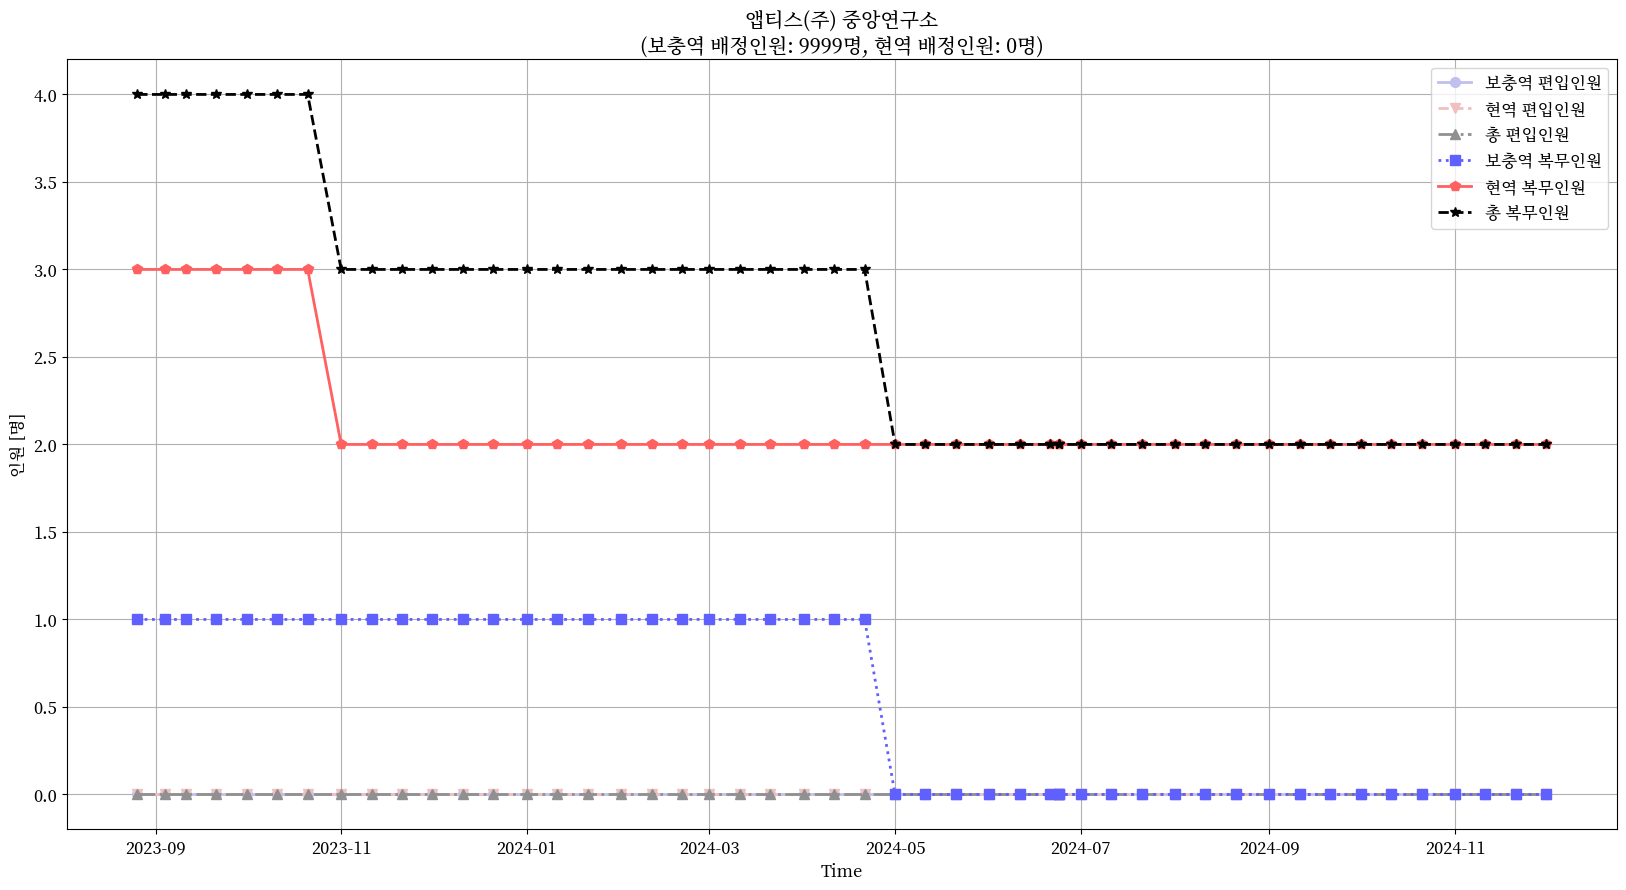 앱티스(주) 중앙연구소
(보충역 배정인원: 9999명, 현역 배정인원: 0명)
보충역 편입인원
현역 편입인원
총 편입인원
보충역 복무인원
현역 복무인원
총 복무인원
인원 [명]
4.0
3.5
3.0
2.5
2.0
1.5
1.0
0.5
0.0
2023-09
2023-11
2024-01
2024-03
2024-05
2024-07
2024-09
2024-11
Time